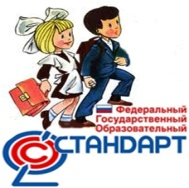 Федеральный
Государственный
Образовательный
СТАНДАРТ